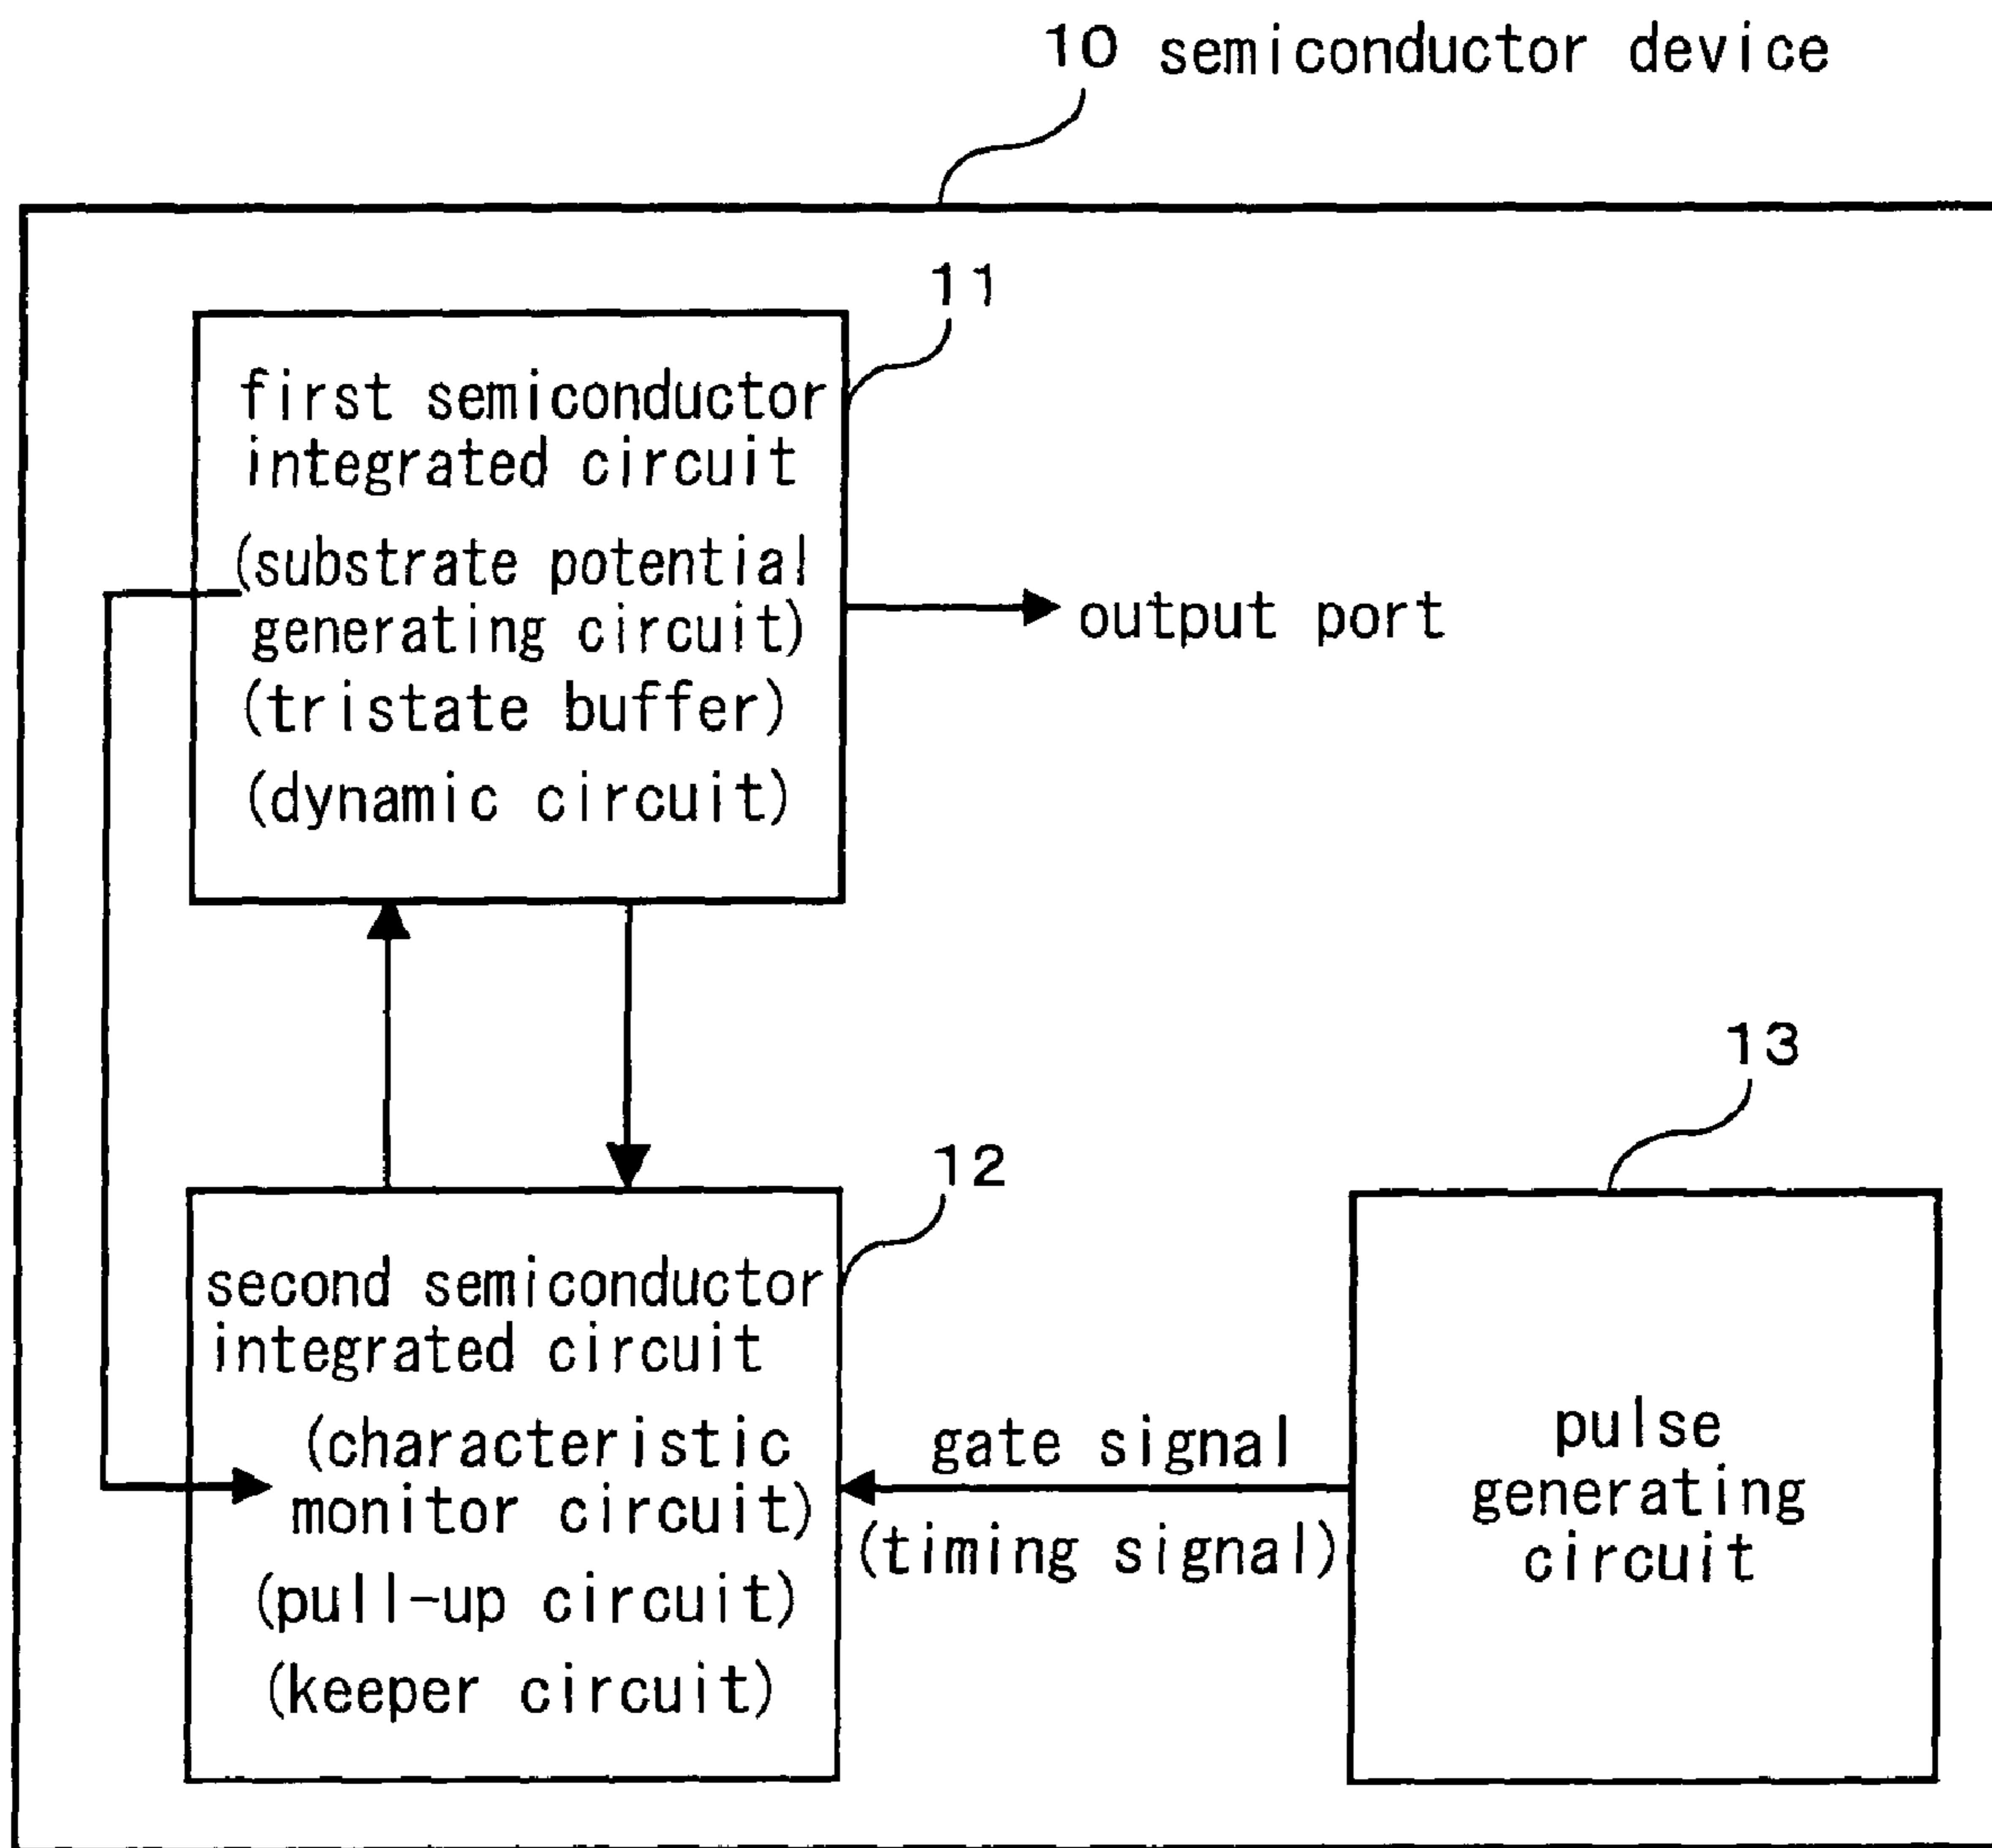 10 semiconductor device
11
first semiconductor
integrated circuit
(substrate potential
generating circuit)
(tristate buffer)
(dynamic circuit)
output port
12
second semiconductor
integrated circuit
(characteristic
monitor circuit)
(pull-up circuit)
(keeper circuit)
gate signal
(timing signal)
13
pulse
generating
circuit